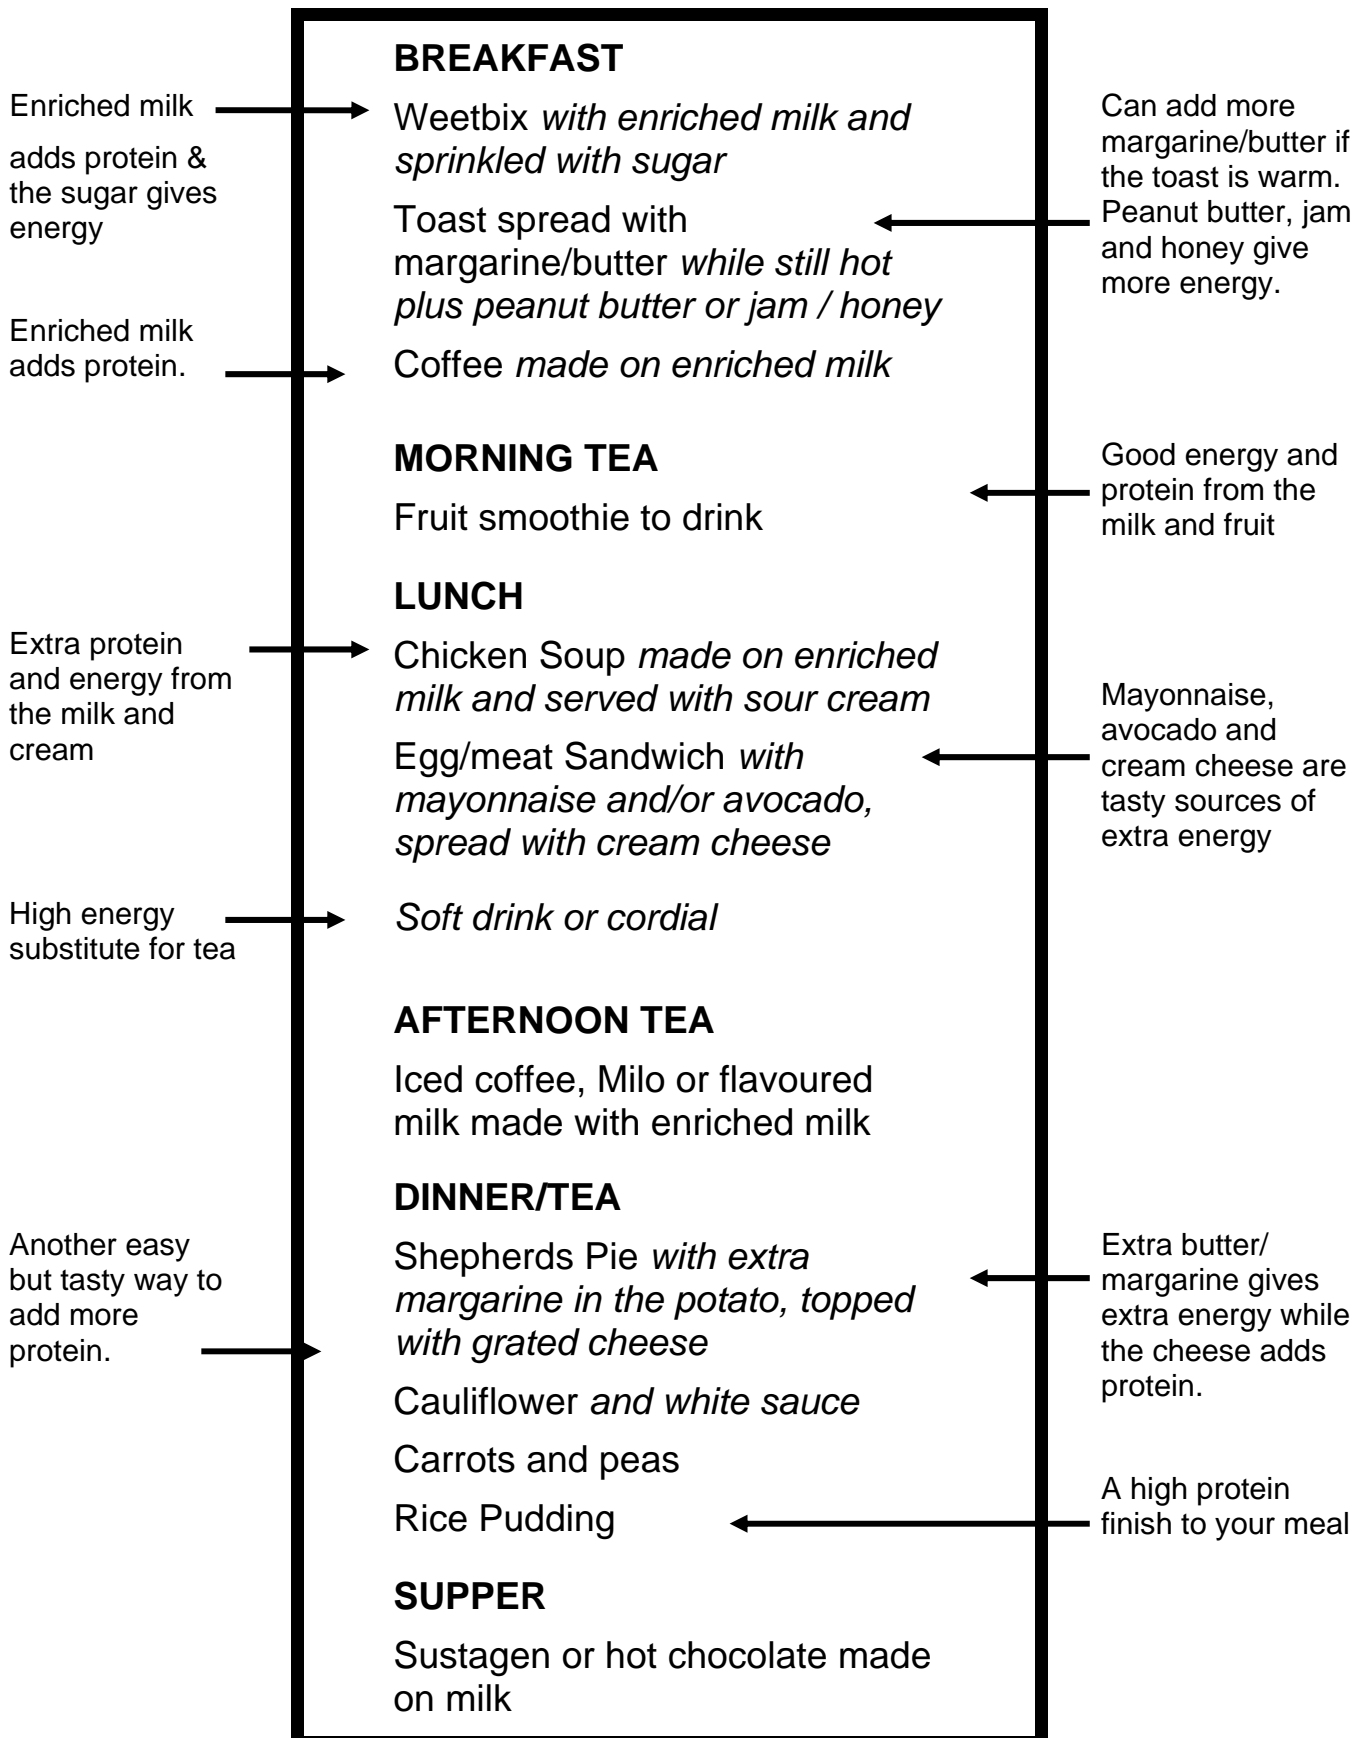 BREAKFAST
Enriched milk
adds protein &
the sugar gives
energy
Weetbix with enriched milk and
sprinkled with sugar
Can add more
margarine/butter if
the toast is warm.
Peanut butter, jam
and honey give
more energy.
Toast spread with
margarine/butter while still hot
plus peanut butter or jam / honey
Enriched milk
adds protein.
Coffee made on enriched milk
MORNING TEA
Fruit smoothie to drink
Good energy and
protein from the
milk and fruit
LUNCH
Extra protein
and energy from
the milk and
cream
Chicken Soup made on enriched
milk and served with sour cream
Egg/meat Sandwich with
mayonnaise and/or avocado,
spread with cream cheese
Mayonnaise,
avocado and
cream cheese are
tasty sources of
extra energy
High energy
substitute for tea
Soft drink or cordial
AFTERNOON TEA
Iced coffee, Milo or flavoured
milk made with enriched milk
DINNER/TEA
Another easy
but tasty way to
add more
protein.
Shepherds Pie with extra
margarine in the potato, topped
with grated cheese
Extra butter/
margarine gives
extra energy while
the cheese adds
protein.
Cauliflower and white sauce
Carrots and peas
Rice Pudding
A high protein
finish to your meal
SUPPER
Sustagen or hot chocolate made
on milk